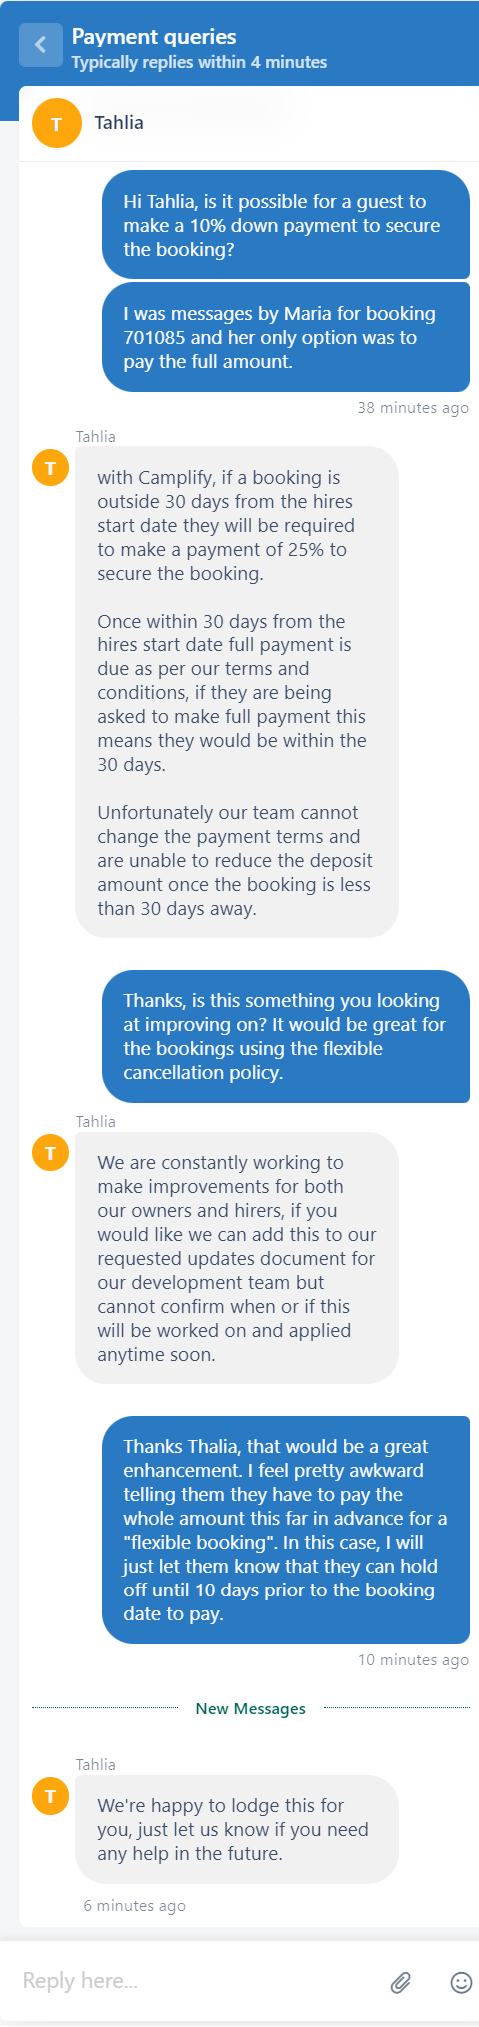 Payment queries
Typically replies within 4 minutes
T
Tahlia
Hi Tahlia, is it possible for a guest to
make a 10% down payment to secure
the booking?
I was messages by Maria for booking
701085 and her only option was to
pay the full amount.
38 minutes ago
Tahlia
T
with Camplify, if a booking is
outside 30 days from the hires
start date they will be required
to make a payment of 25% to
secure the booking.
Once within 30 days from the
hires start date full payment is
due as per our terms and
conditions, if they are being
asked to make full payment this
means they would be within the
30 days.
Unfortunately our team cannot
change the payment terms and
are unable to reduce the deposit
amount once the booking is less
than 30 days away.
Thanks, is this something you looking
at improving on? It would be great for
the bookings using the flexible
cancellation policy.
Tahlia
T
We are constantly working to
make improvements for both
our owners and hirers, if you
would like we can add this to our
requested updates document for
our development team but
cannot confirm when or if this
will be worked on and applied
anytime soon.
Thanks Thalia, that would be a great
enhancement. I feel pretty awkward
telling them they have to pay the
whole amount this far in advance for a
"flexible booking". In this case, I will
just let them know that they can hold
off until 10 days prior to the booking
date to pay.
10 minutes ago
New Messages
Tahlia
T
We're happy to lodge this for
you, just let us know if you need
any help in the future.
6 minutes ago
Reply here...